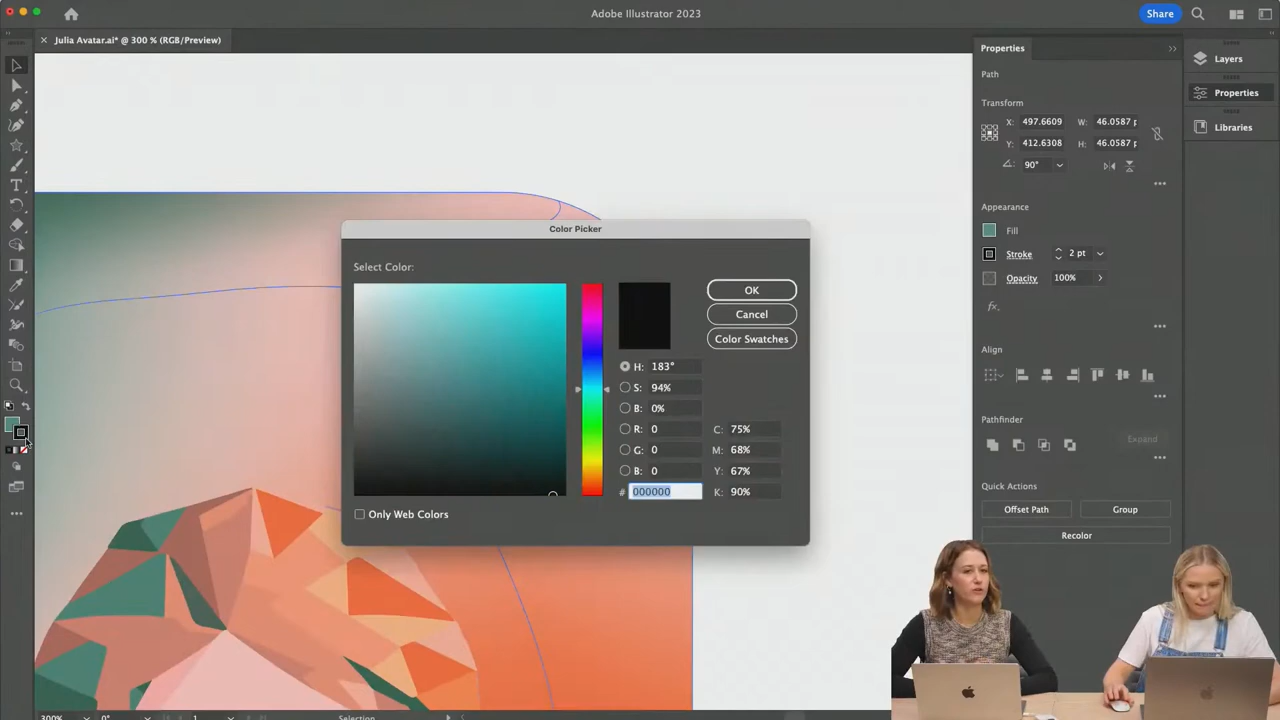 Adobe Illustrator 2023
Share
× Julia Avatar.ai* @ 300 % (RGB/Preview)
Properties
Layers
Path
Properties
Transform
X: 497.6609 W: 46.0587 p
Libraries
Y: 412.6308 H: 46.0587 p
90°
Appearance
Fill
Color Picker
Stroke 2 pt
Select Color:
Opacity 100%
OK
fx.
Cancel
Color Swatches
Align
H: 183°
S: 94%
B: 0%
Pathfinder
R: 0 C: 75%
Expand
G: 0 M: 68%
B: 0 Y: 67%
Quick Actions
# 000000 K: 90%
Offset Path Group
Only Web Colors
Recolor
300% 0° 1 Selection